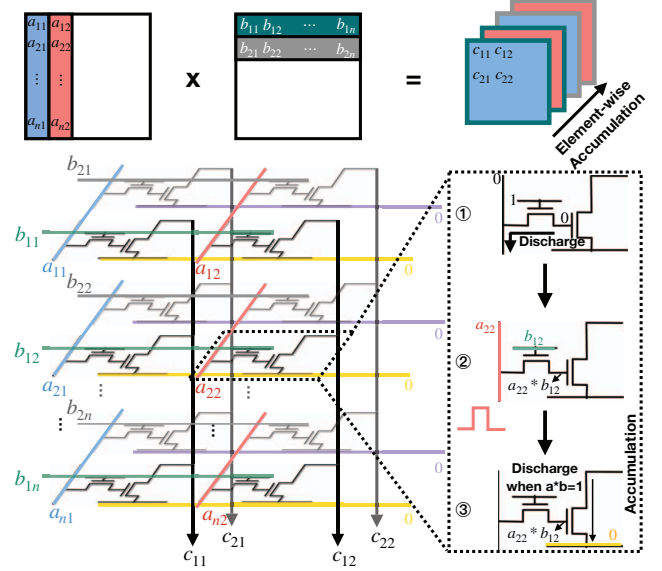 a11 a12
a21 a22
⋮ ⋮
an1 an2
x
b11 b12 ⋯ b1n
b21 b22 ⋯ b2n
=
c11 c12
c21 c22
Element-wise
Accumulation
b21
0
b11
a11 a12 0
b22
0
b12
a21 a22 0
⋮ ⋮
b2n
⋮ ⋮ ⋮
0
b1n
an1 an2 0
c11 c21 c12 c22
①
0
1
0
Discharge
②
a22
b12
a22 * b12
③
Discharge
when a*b=1
a22 * b12
0
Accumulation